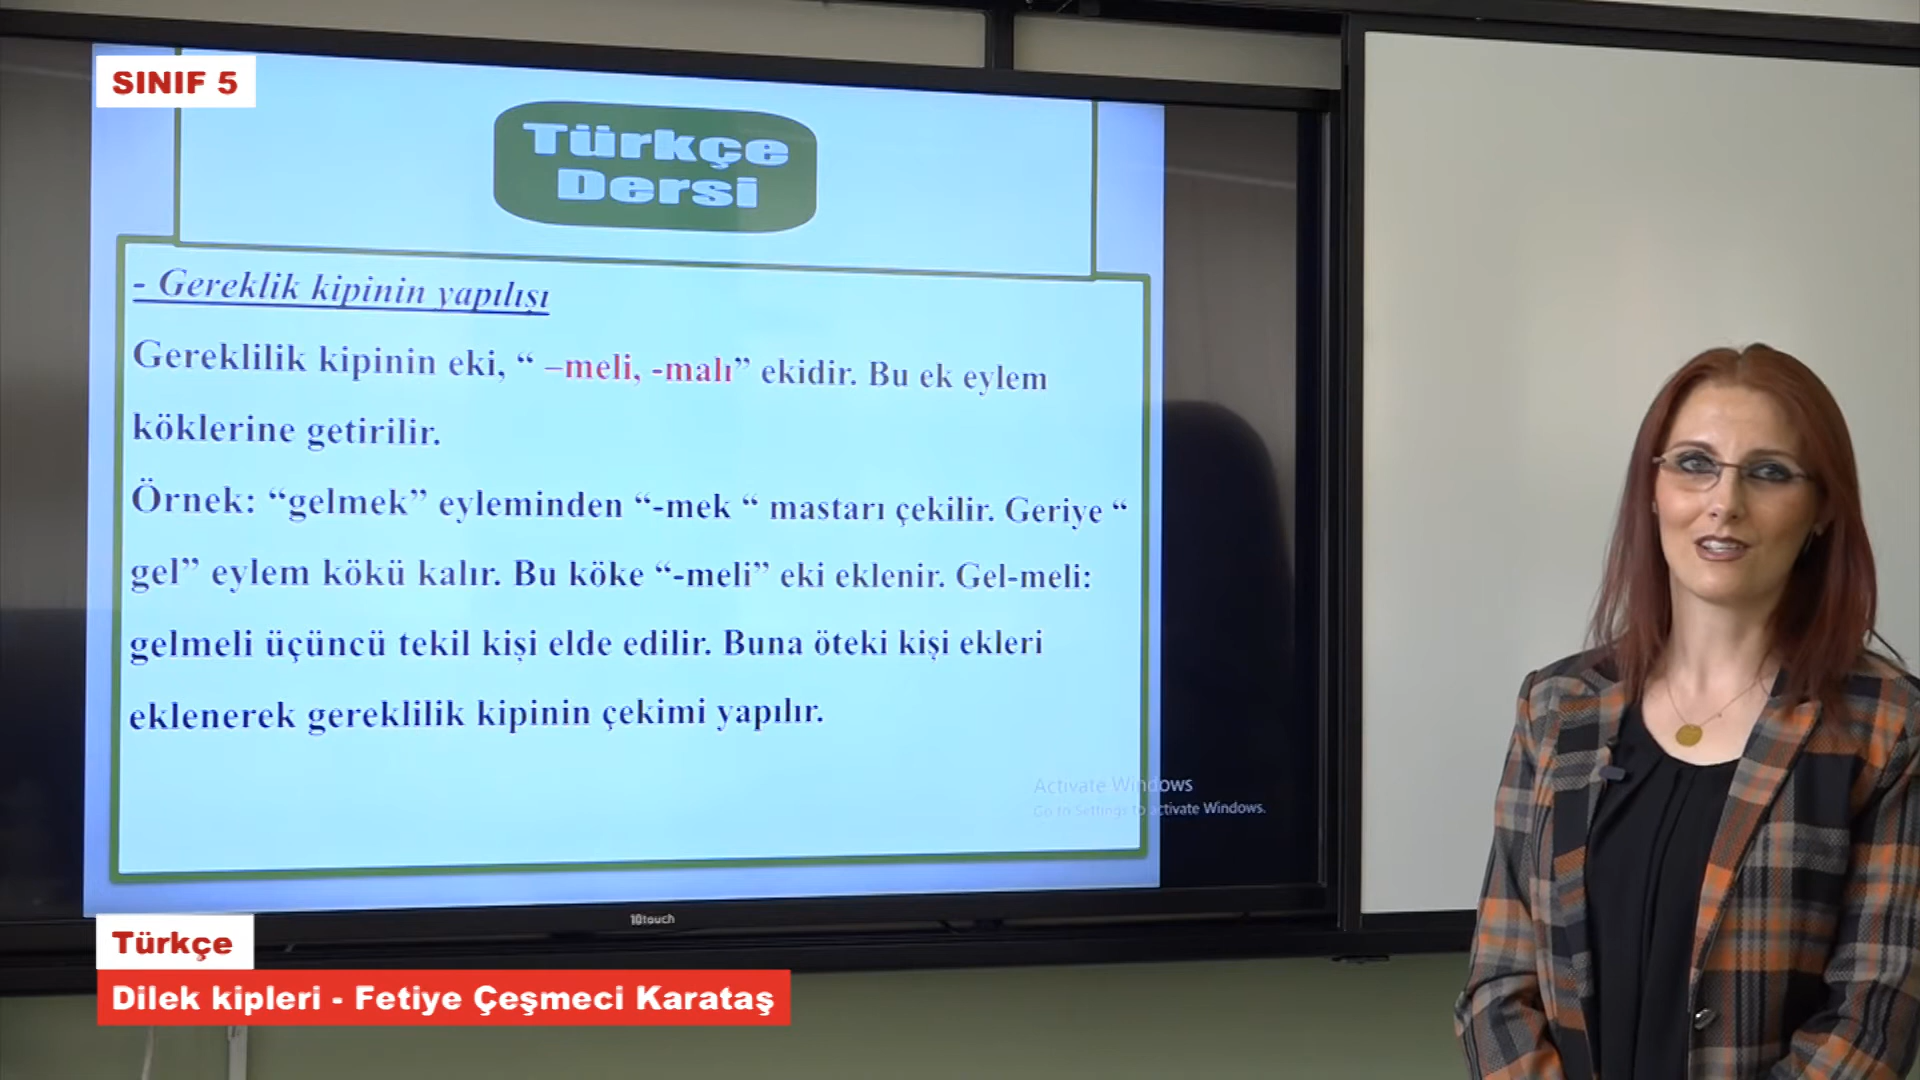 SINIF 5
Türkçe
Dersi
- Gereklik kipinin yapılışı
Gereklilik kipinin eki, “ –meli, -malı” ekidir. Bu ek eylem
köklerine getirilir.
Örnek: “gelmek” eyleminden “-mek “ mastarı çekilir. Geriye “
gel” eylem kökü kalır. Bu köke “-meli” eki eklenir. Gel-meli:
gelmeli üçüncü tekil kişi elde edilir. Buna öteki kişi ekleri
eklenerek gereklilik kipinin çekimi yapılır.
Activate Windows
Go to Settings to activate Windows.
10touch
Türkçe
Dilek kipleri - Fetiye Çeşmeci Karataş